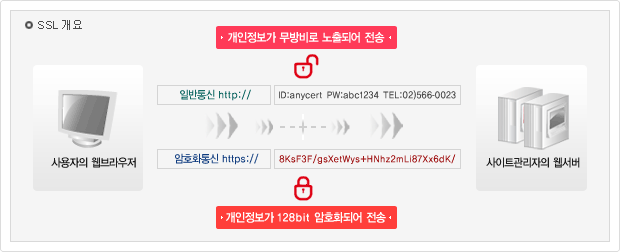 SSL 개요
개인정보가 무방비로 노출되어 전송
일반통신 http://
ID:anycert PW:abc1234 TEL:02)566-0023
사용자의 웹브라우저
암호화통신 https://
8KsF3F/gsXetWys+HNhz2mLi87Xx6dK/
사이트관리자의 웹서버
개인정보가 128bit 암호화되어 전송